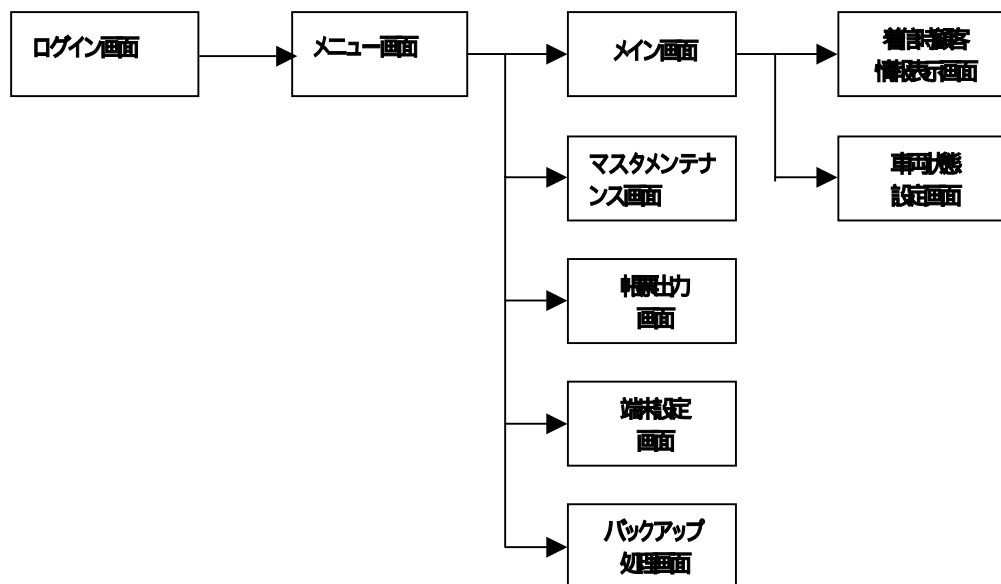 ログイン画面
メニュー画面
メイン画面
着信時顧客
情報表示画面
マスタメンテナ
ンス画面
車両状態
設定画面
帳票出力
画面
端末設定
画面
バックアップ
処理画面